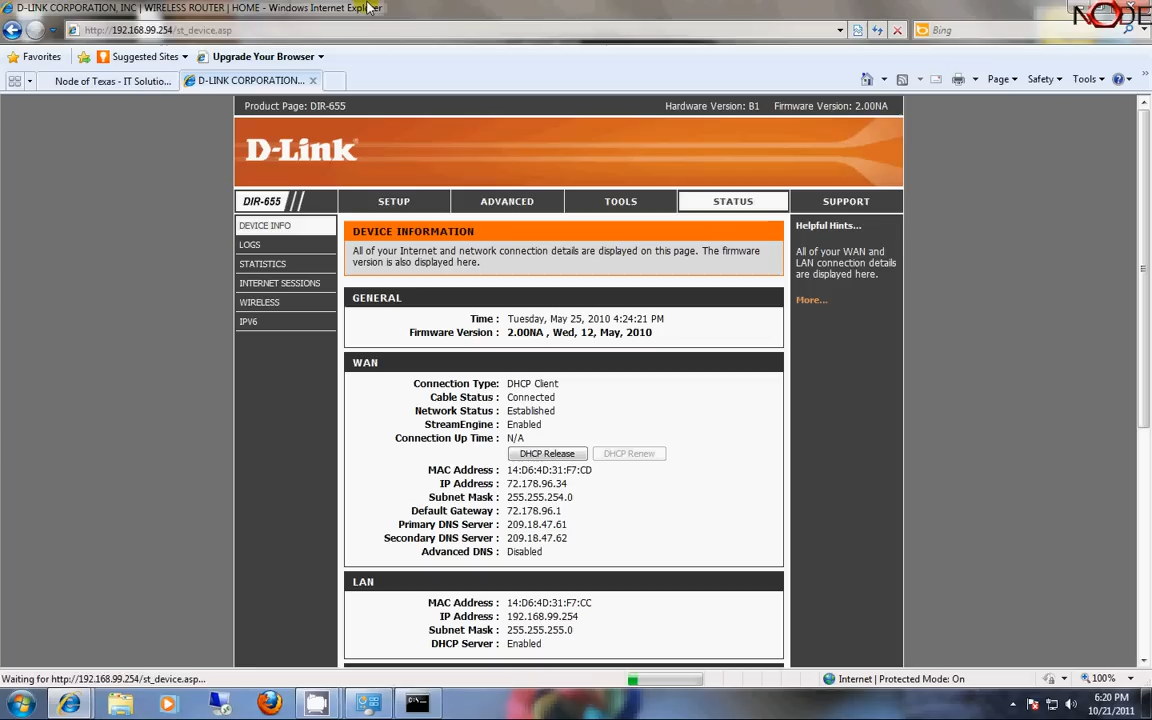 D-LINK CORPORATION, INC | WIRELESS ROUTER | HOME - Windows Internet Explorer
NODE
http://192.168.99.254/st_device.asp
Bing
Favorites
Suggested Sites
Upgrade Your Browser
Node of Texas - IT Solutio...
D-LINK CORPORATION...
Page
Safety
Tools
Product Page: DIR-655
Hardware Version: B1
Firmware Version: 2.00NA
D-Link
DIR-655
SETUP
ADVANCED
TOOLS
STATUS
SUPPORT
DEVICE INFO
LOGS
STATISTICS
INTERNET SESSIONS
WIRELESS
IPV6
DEVICE INFORMATION
All of your Internet and network connection details are displayed on this page. The firmware
version is also displayed here.
GENERAL
Time : Tuesday, May 25, 2010 4:24:21 PM
Firmware Version : 2.00NA , Wed, 12, May, 2010
WAN
Connection Type: DHCP Client
Cable Status : Connected
Network Status : Established
StreamEngine : Enabled
Connection Up Time : N/A
DHCP Release DHCP Renew
MAC Address : 14:D6:4D:31:F7:CD
IP Address : 72.178.96.34
Subnet Mask : 255.255.254.0
Default Gateway : 72.178.96.1
Primary DNS Server : 209.18.47.61
Secondary DNS Server : 209.18.47.62
Advanced DNS : Disabled
LAN
MAC Address : 14:D6:4D:31:F7:CC
IP Address : 192.168.99.254
Subnet Mask : 255.255.255.0
DHCP Server : Enabled
Helpful Hints...
All of your WAN and
LAN connection details
are displayed here.
More...
Waiting for http://192.168.99.254/st_device.asp...
Internet | Protected Mode: On
100%
6:20 PM
10/21/2011